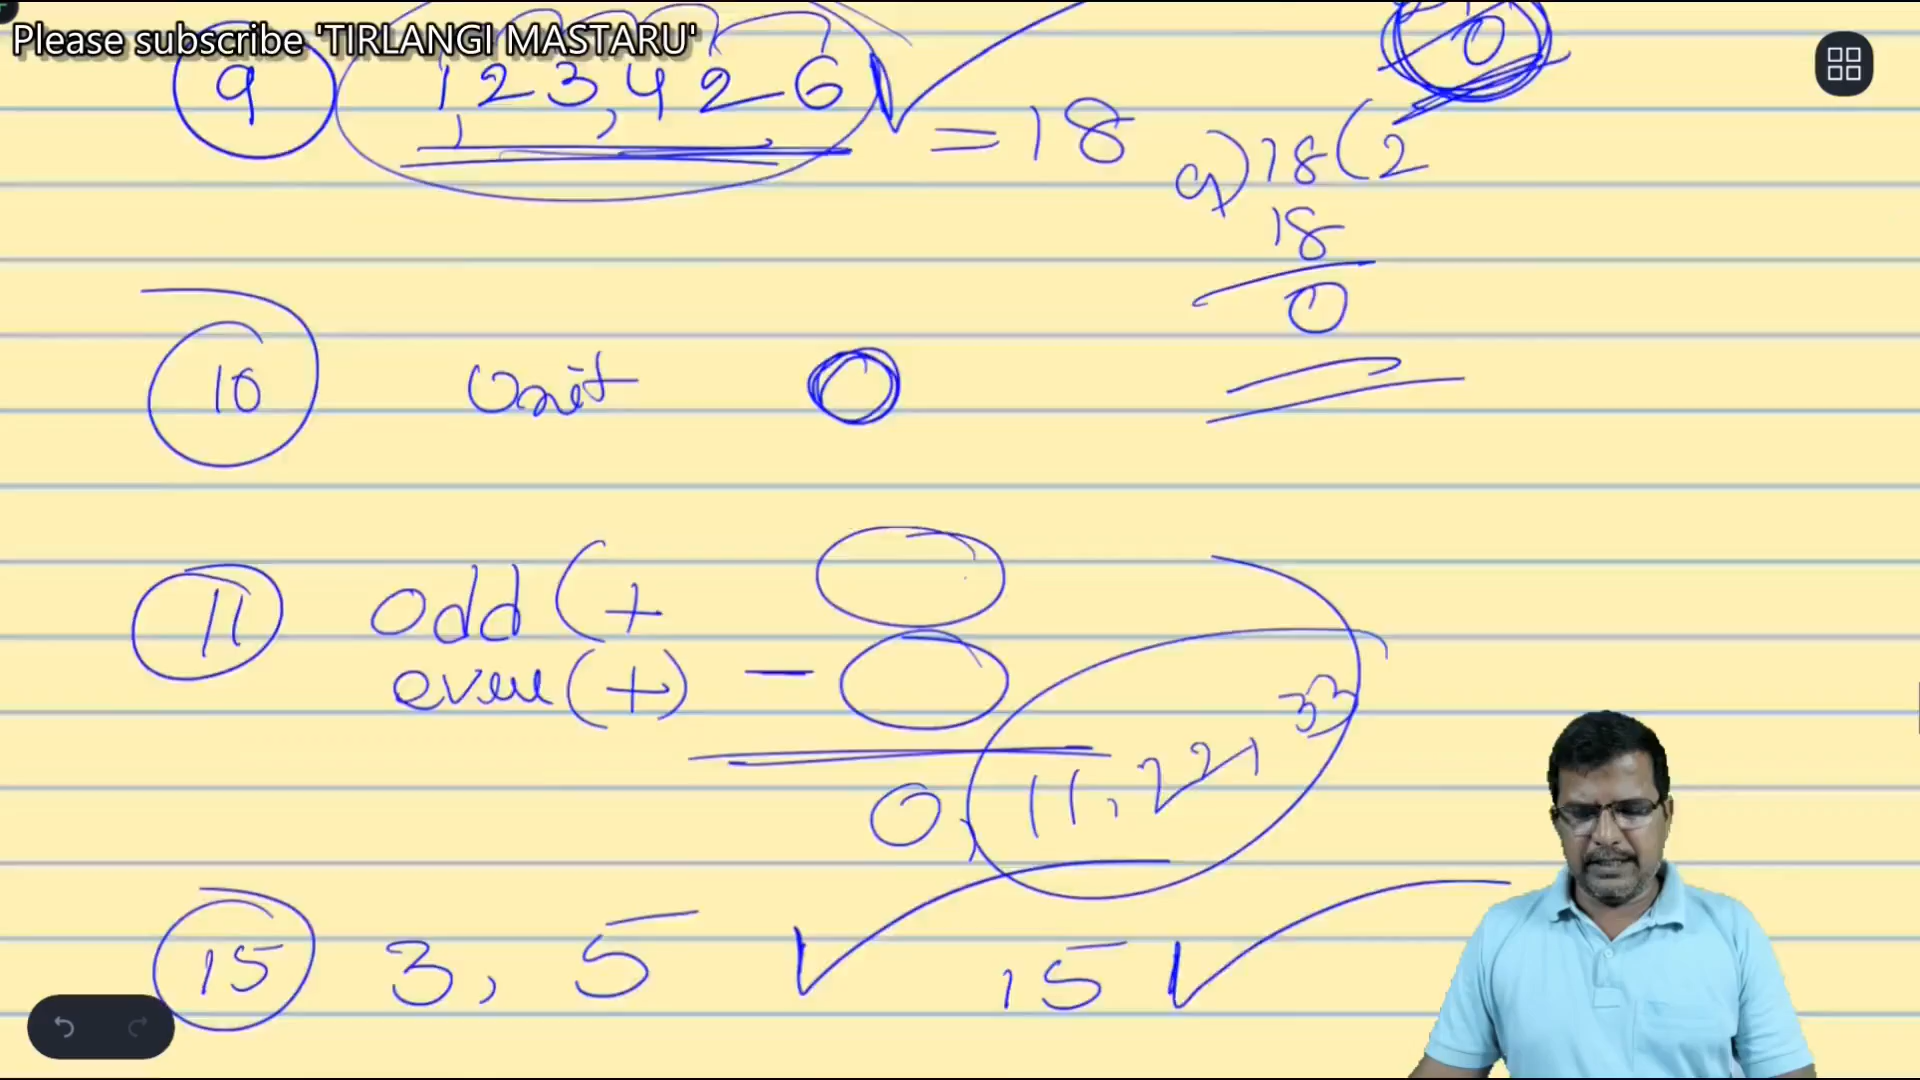 Please subscribe 'TIRLANGI MASTARU'
9 1 2 3, 4 2 6 = 18
9) 18 ( 2
18
0
10 Unit 0
11 odd (+
even (+) —
0, 11, 22, 33
15 3, 5 ✓ 15 ✓